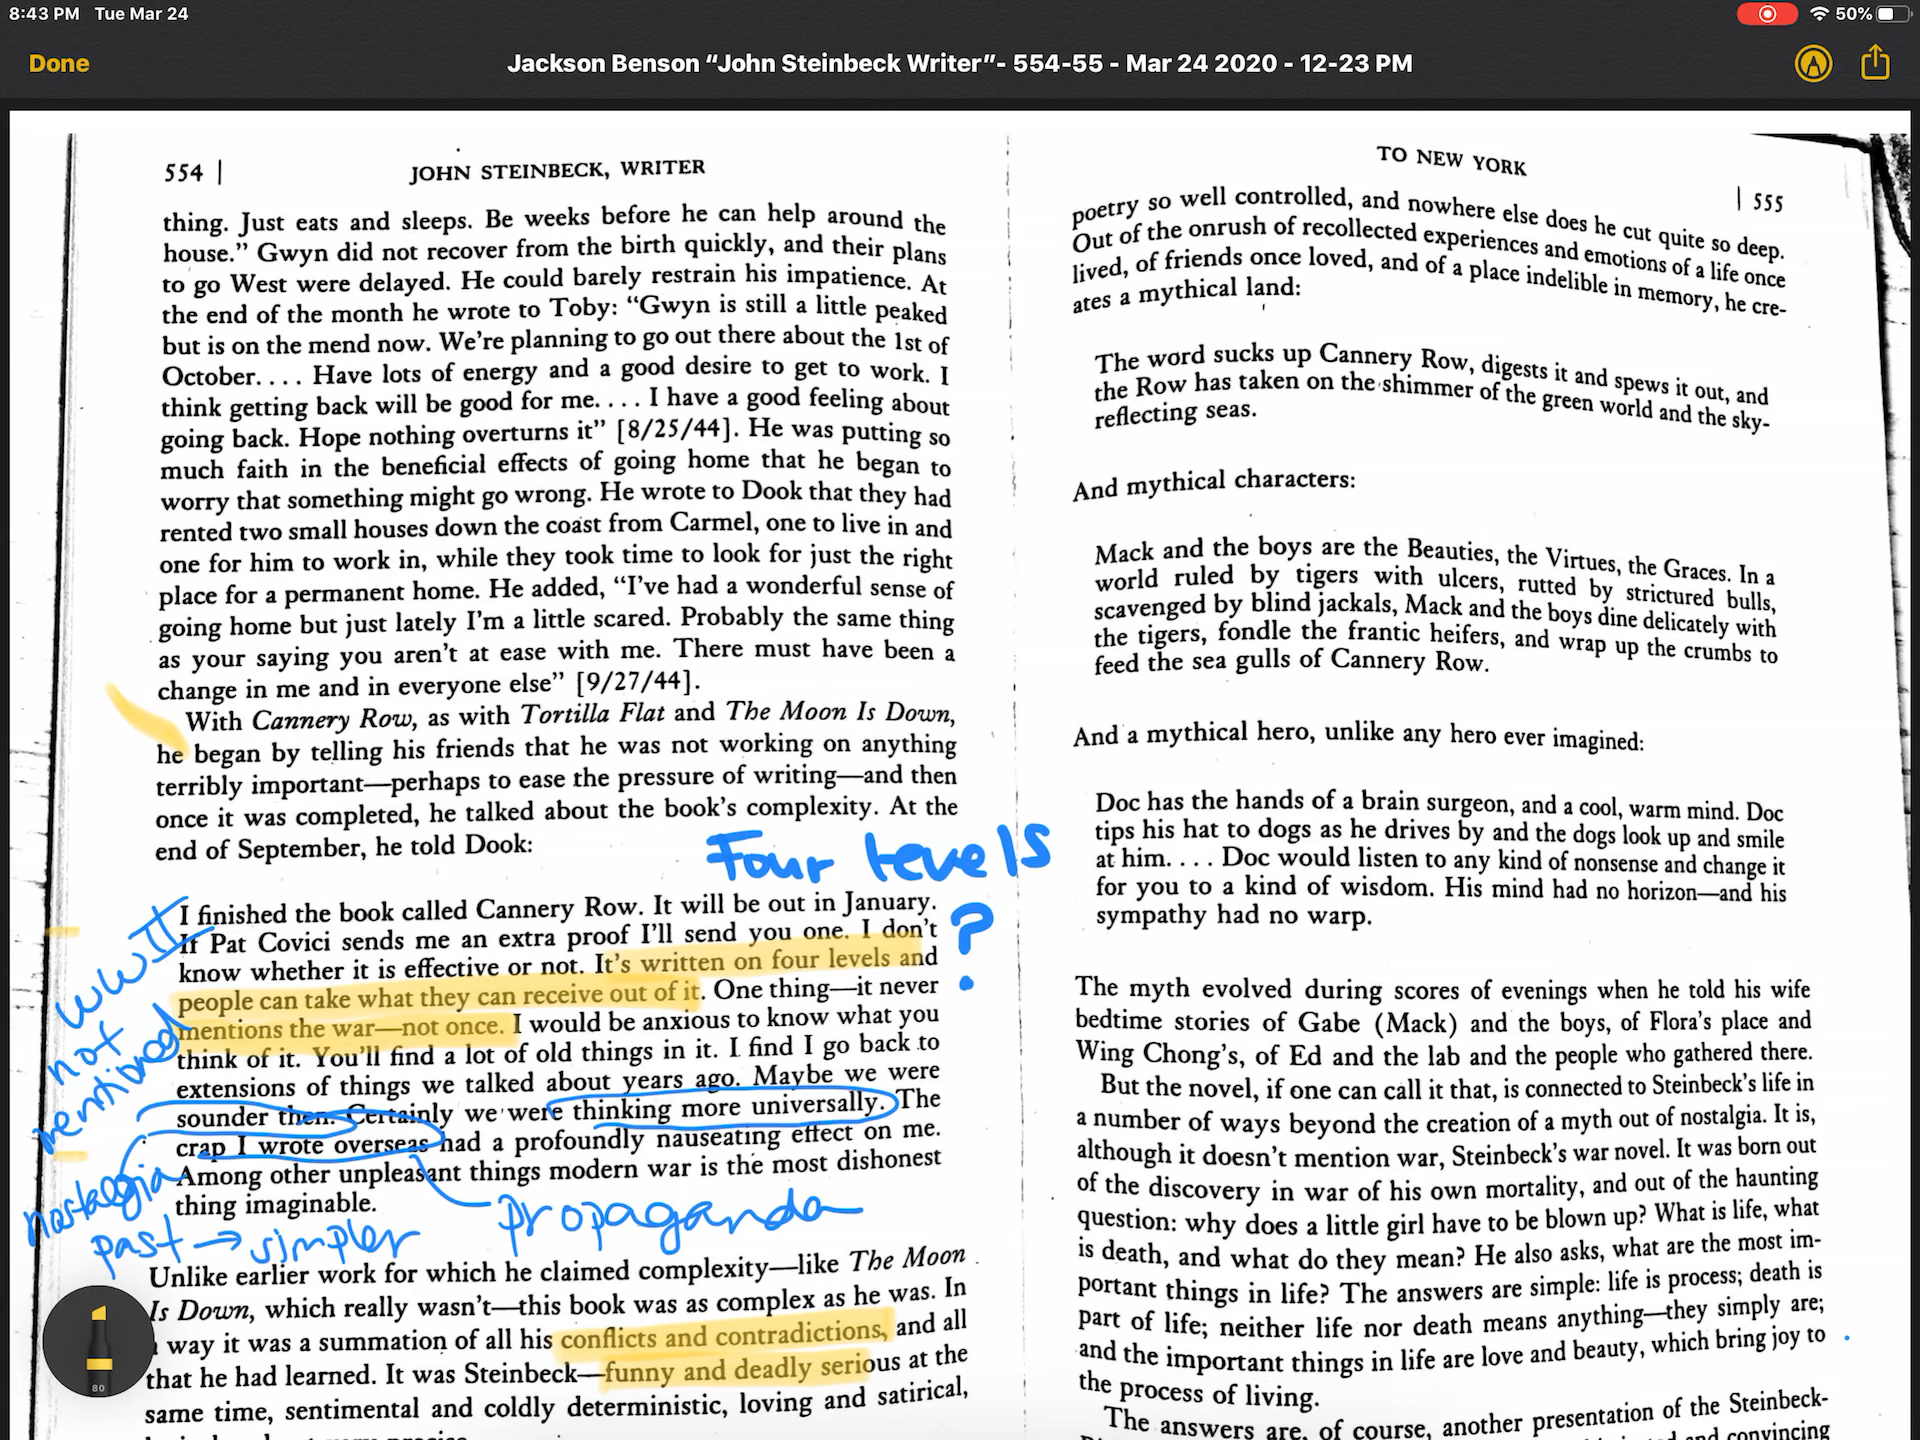 8:43 PM Tue Mar 24
50%
Done
Jackson Benson “John Steinbeck Writer”- 554-55 - Mar 24 2020 - 12-23 PM
554 |
JOHN STEINBECK, WRITER
thing. Just eats and sleeps. Be weeks before he can help around the
house.” Gwyn did not recover from the birth quickly, and their plans
to go West were delayed. He could barely restrain his impatience. At
the end of the month he wrote to Toby: “Gwyn is still a little peaked
but is on the mend now. We’re planning to go out there about the 1st of
October.... Have lots of energy and a good desire to get to work. I
think getting back will be good for me.... I have a good feeling about
going back. Hope nothing overturns it” [8/25/44]. He was putting so
much faith in the beneficial effects of going home that he began to
worry that something might go wrong. He wrote to Dook that they had
rented two small houses down the coast from Carmel, one to live in and
one for him to work in, while they took time to look for just the right
place for a permanent home. He added, “I’ve had a wonderful sense of
going home but just lately I’m a little scared. Probably the same thing
as your saying you aren’t at ease with me. There must have been a
change in me and in everyone else” [9/27/44].
With Cannery Row, as with Tortilla Flat and The Moon Is Down,
he began by telling his friends that he was not working on anything
terribly important—perhaps to ease the pressure of writing—and then
once it was completed, he talked about the book’s complexity. At the
end of September, he told Dook:
Four levels
?
I finished the book called Cannery Row. It will be out in January.
If Pat Covici sends me an extra proof I’ll send you one. I don’t
know whether it is effective or not. It’s written on four levels and
people can take what they can receive out of it. One thing—it never
mentions the war—not once. I would be anxious to know what you
think of it. You’ll find a lot of old things in it. I find I go back to
extensions of things we talked about years ago. Maybe we were
sounder then. Certainly we were thinking more universally. The
crap I wrote overseas had a profoundly nauseating effect on me.
Among other unpleasant things modern war is the most dishonest
thing imaginable.
WWII
not
mentioned
nostalgia
past → simpler
propaganda
Unlike earlier work for which he claimed complexity—like The Moon
Is Down, which really wasn’t—this book was as complex as he was. In
way it was a summation of all his conflicts and contradictions, and all
that he had learned. It was Steinbeck—funny and deadly serious at the
same time, sentimental and coldly deterministic, loving and satirical,
80
TO NEW YORK
| 555
poetry so well controlled, and nowhere else does he cut quite so deep.
Out of the onrush of recollected experiences and emotions of a life once
lived, of friends once loved, and of a place indelible in memory, he cre-
ates a mythical land:
The word sucks up Cannery Row, digests it and spews it out, and
the Row has taken on the shimmer of the green world and the sky-
reflecting seas.
And mythical characters:
Mack and the boys are the Beauties, the Virtues, the Graces. In a
world ruled by tigers with ulcers, rutted by strictured bulls,
scavenged by blind jackals, Mack and the boys dine delicately with
the tigers, fondle the frantic heifers, and wrap up the crumbs to
feed the sea gulls of Cannery Row.
And a mythical hero, unlike any hero ever imagined:
Doc has the hands of a brain surgeon, and a cool, warm mind. Doc
tips his hat to dogs as he drives by and the dogs look up and smile
at him.... Doc would listen to any kind of nonsense and change it
for you to a kind of wisdom. His mind had no horizon—and his
sympathy had no warp.
The myth evolved during scores of evenings when he told his wife
bedtime stories of Gabe (Mack) and the boys, of Flora’s place and
Wing Chong’s, of Ed and the lab and the people who gathered there.
But the novel, if one can call it that, is connected to Steinbeck’s life in
a number of ways beyond the creation of a myth out of nostalgia. It is,
although it doesn’t mention war, Steinbeck’s war novel. It was born out
of the discovery in war of his own mortality, and out of the haunting
question: why does a little girl have to be blown up? What is life, what
is death, and what do they mean? He also asks, what are the most im-
portant things in life? The answers are simple: life is process; death is
part of life; neither life nor death means anything—they simply are;
and the important things in life are love and beauty, which bring joy to
the process of living.
The answers are, of course, another presentation of the Steinbeck-
and convincing